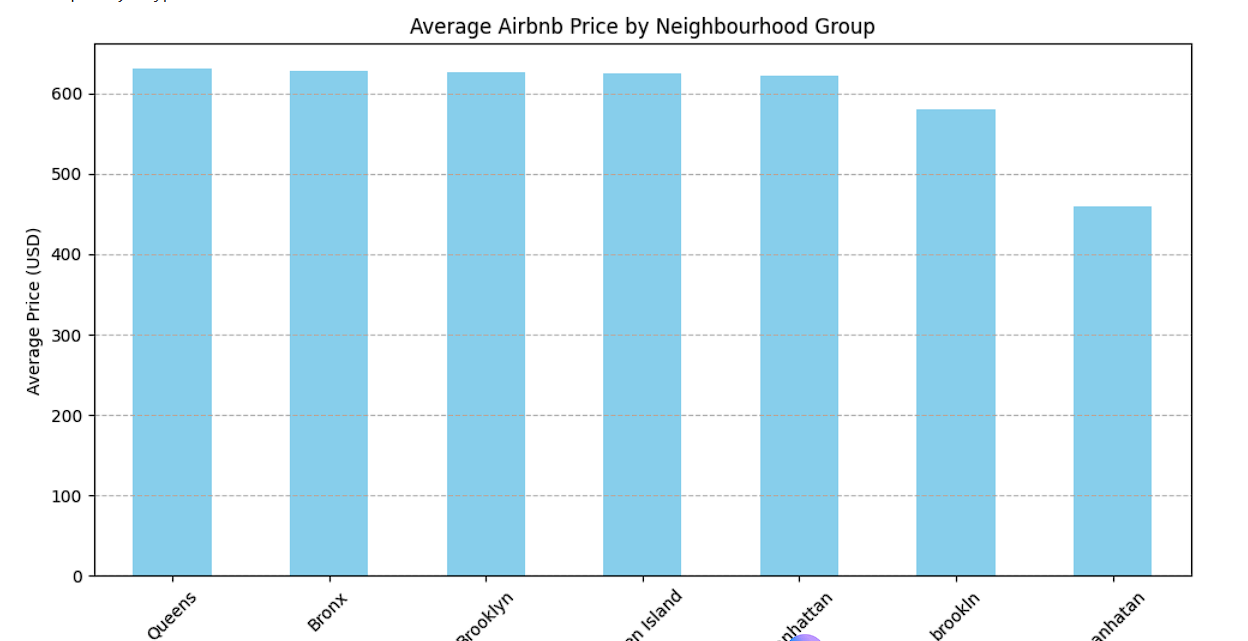 Average Airbnb Price by Neighbourhood Group
Average Price (USD)
600
500
400
300
200
100
0
Queens
Bronx
Brooklyn
Island
brookln